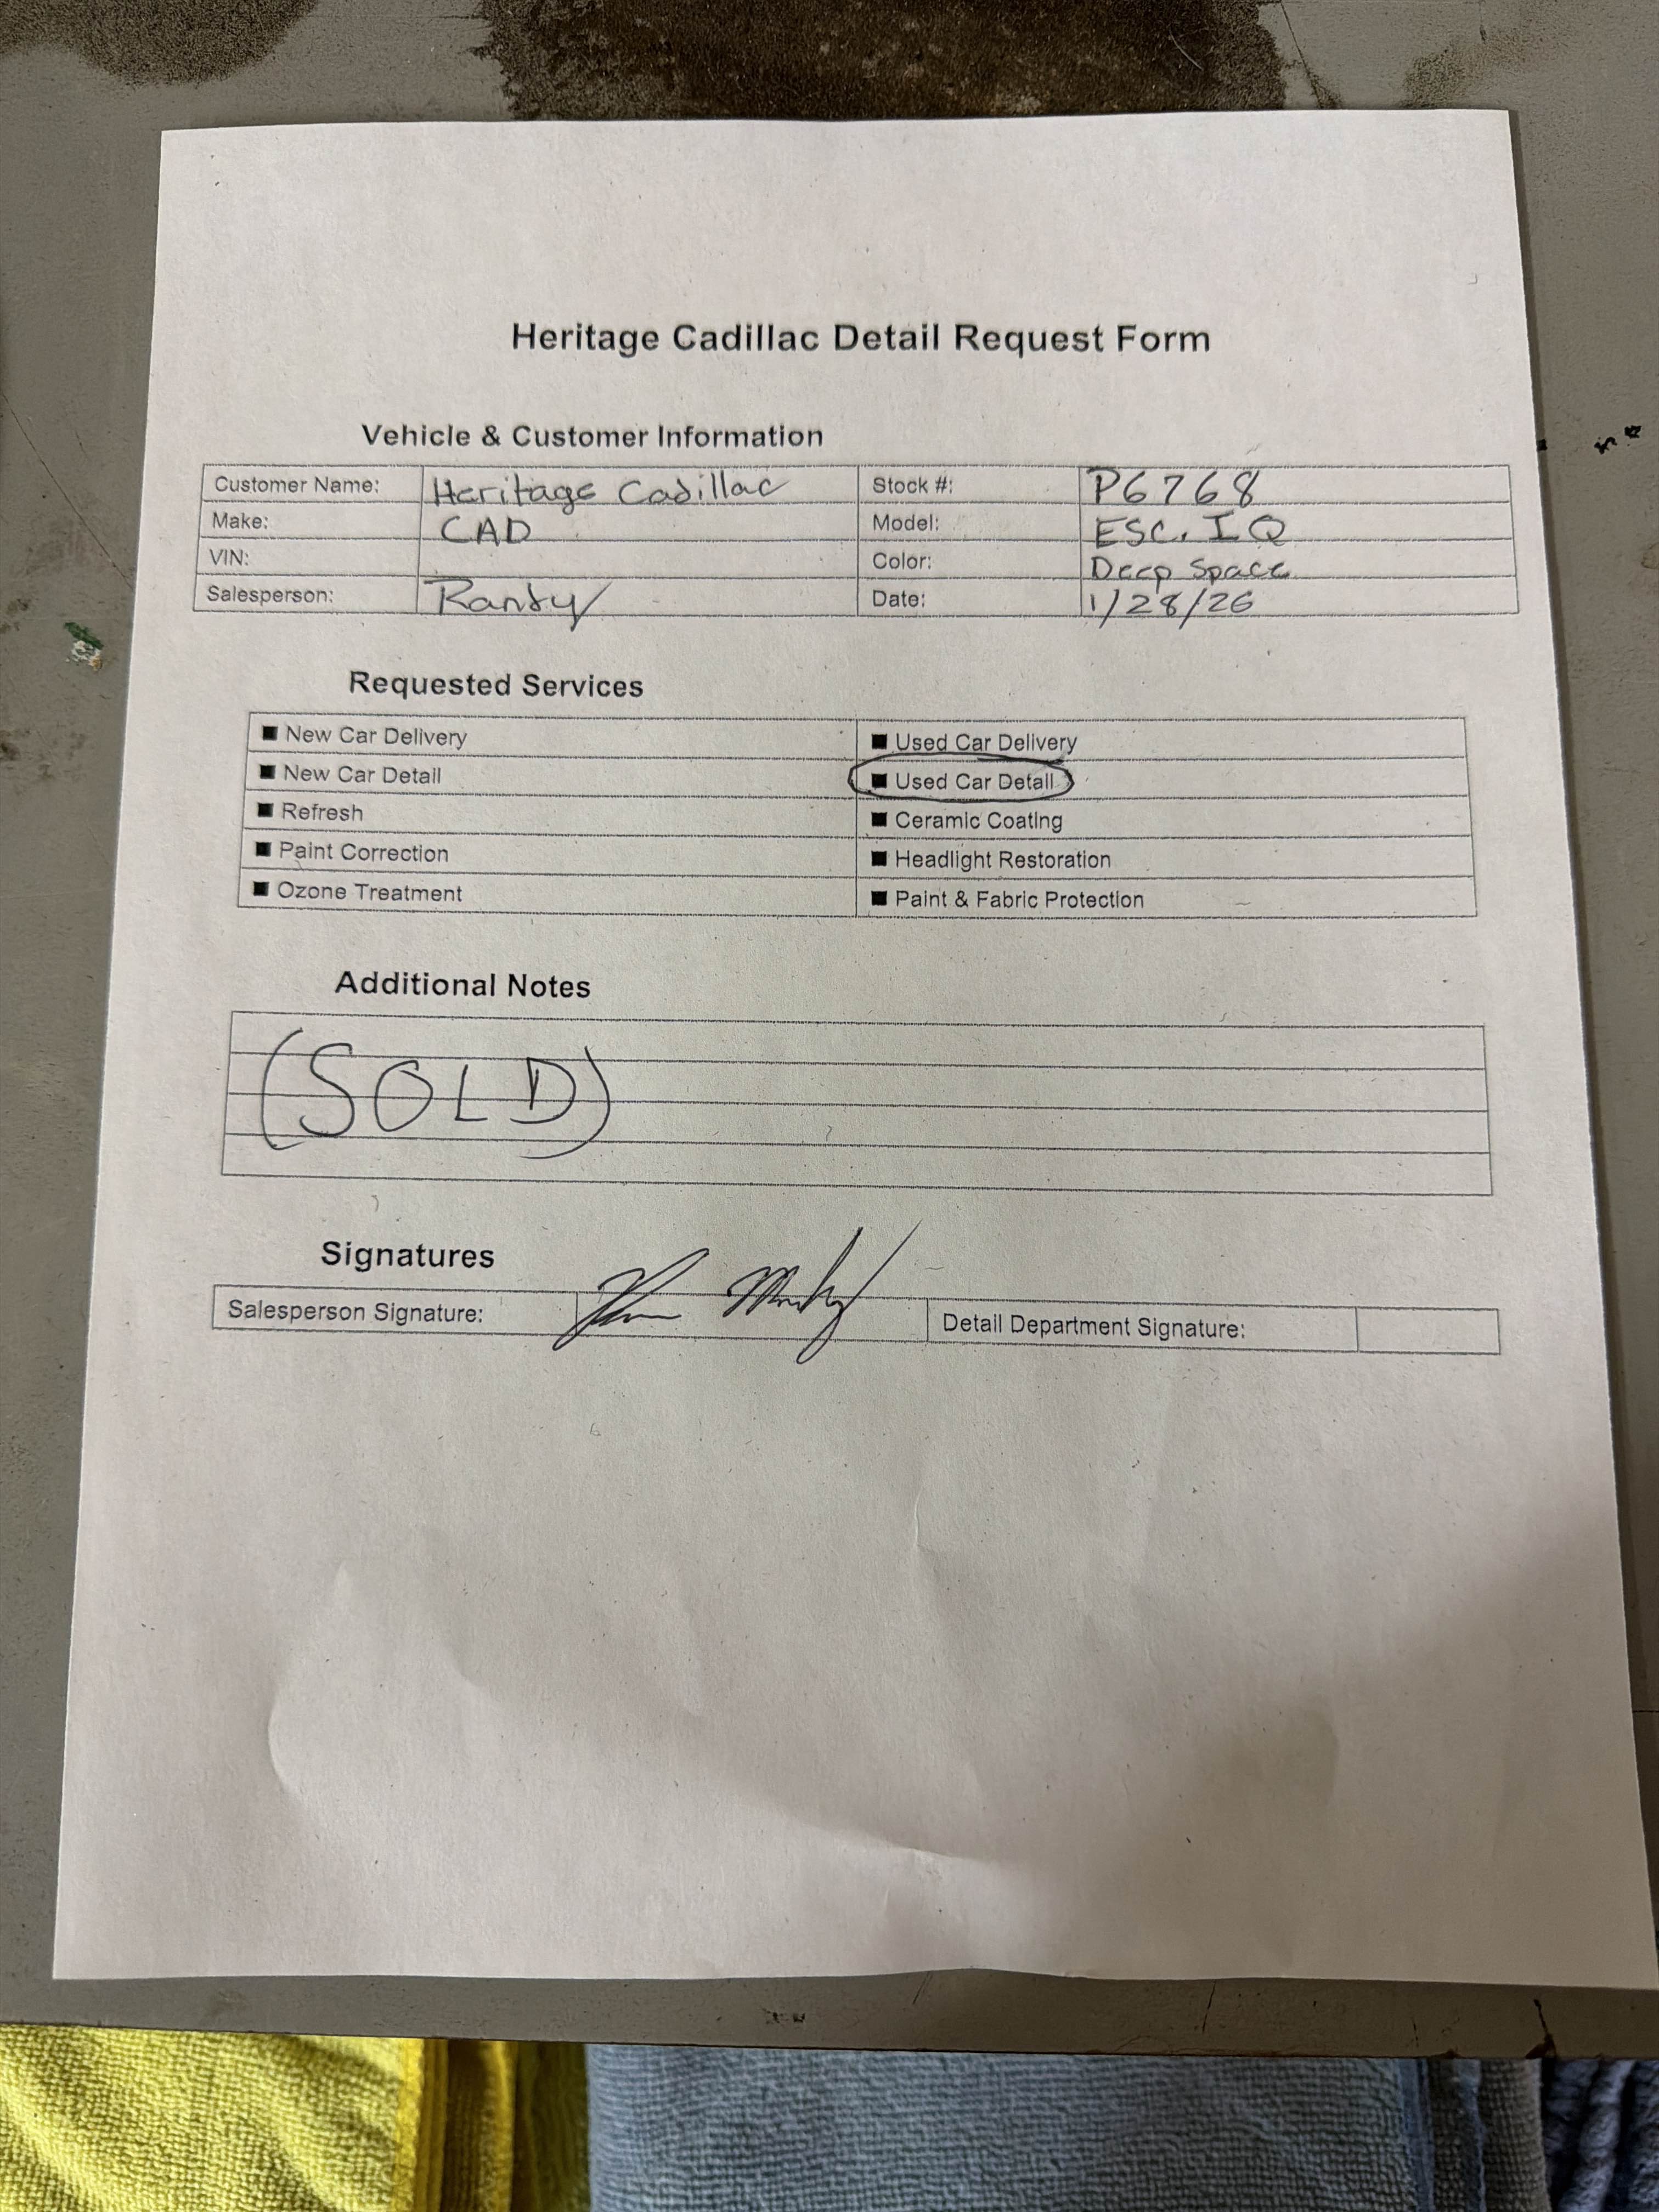 Heritage Cadillac Detail Request Form
Vehicle & Customer Information
Customer Name: Heritage Cadillac Stock #: P6768
Make: CAD Model: ESC. IQ
VIN: Color: Deep Space
Salesperson: Randy Date: 1/28/26
Requested Services
■ New Car Delivery ■ Used Car Delivery
■ New Car Detail ■ Used Car Detail
■ Refresh ■ Ceramic Coating
■ Paint Correction ■ Headlight Restoration
■ Ozone Treatment ■ Paint & Fabric Protection
Additional Notes
(SOLD)
Signatures
Salesperson Signature: Detail Department Signature: